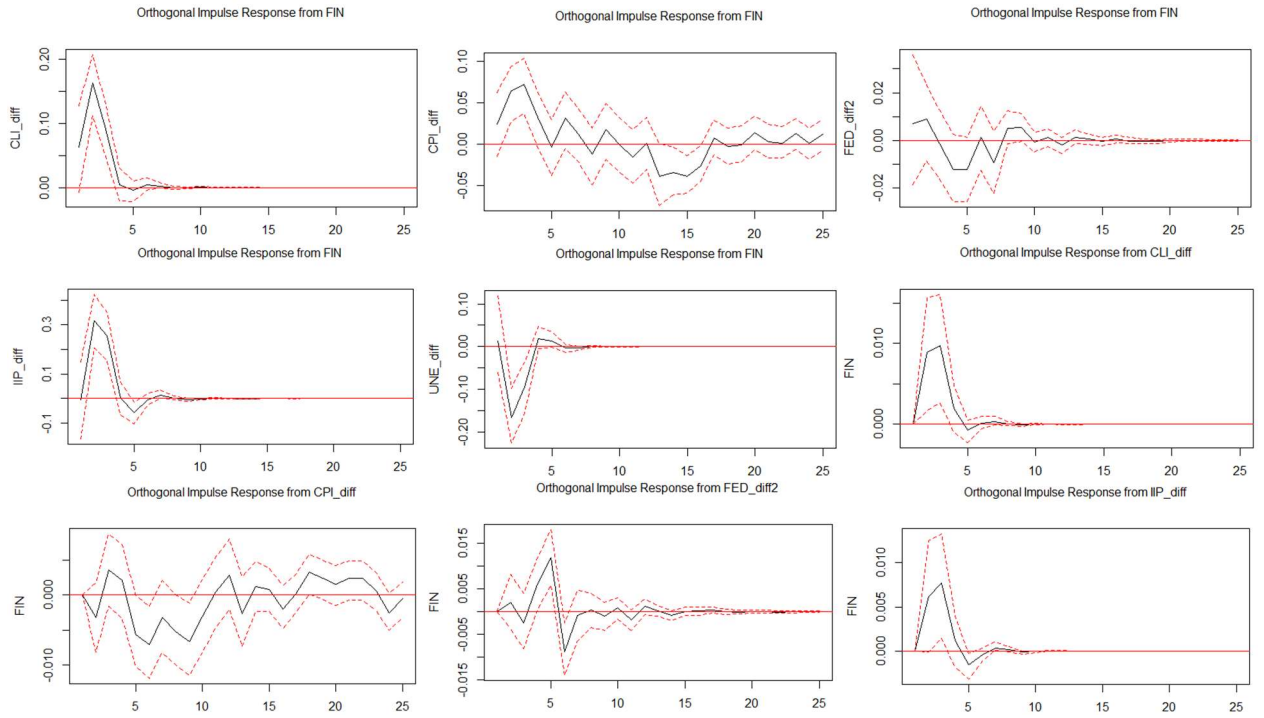 Orthogonal Impulse Response from FIN
CLI_diff
0.20
0.10
0.00
5 10 15 20 25
Orthogonal Impulse Response from FIN
CPI_diff
0.10
0.05
0.00
-0.05
5 10 15 20 25
Orthogonal Impulse Response from FIN
FED_diff2
0.02
0.00
-0.02
5 10 15 20 25
Orthogonal Impulse Response from FIN
IIP_diff
0.3
0.1
-0.1
5 10 15 20 25
Orthogonal Impulse Response from FIN
UNE_diff
0.10
0.00
-0.10
-0.20
5 10 15 20 25
Orthogonal Impulse Response from CLI_diff
FIN
0.010
0.000
5 10 15 20 25
Orthogonal Impulse Response from CPI_diff
FIN
0.000
-0.010
5 10 15 20 25
Orthogonal Impulse Response from FED_diff2
FIN
0.015
0.005
-0.005
-0.015
5 10 15 20 25
Orthogonal Impulse Response from IIP_diff
FIN
0.010
0.005
0.000
5 10 15 20 25